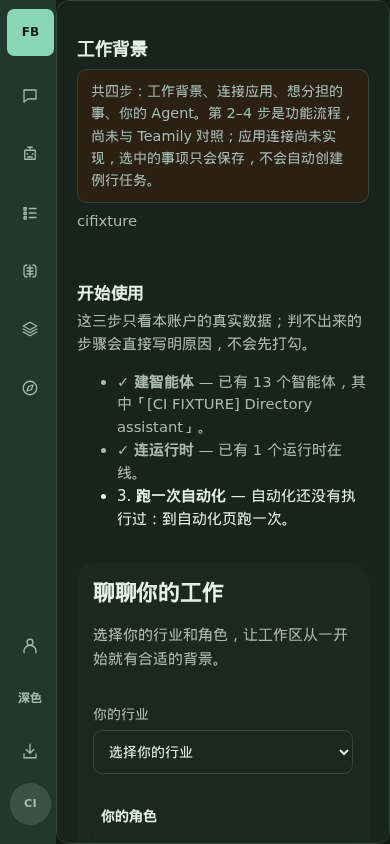 FB
工作背景
共四步：工作背景、连接应用、想分担的
事、你的 Agent。第 2–4 步是功能流程，
尚未与 Teamily 对照；应用连接尚未实
现，选中的事项只会保存，不会自动创建
例行任务。
cifixture
开始使用
这三步只看本账户的真实数据；判不出来的
步骤会直接写明原因，不会先打勾。
• ✓ 建智能体 — 已有 13 个智能体，其
中「[CI FIXTURE] Directory
assistant」。
• ✓ 连运行时 — 已有 1 个运行时在
线。
• 3. 跑一次自动化 — 自动化还没有执
行过：到自动化页跑一次。
聊聊你的工作
选择你的行业和角色，让工作区从一开
始就有合适的背景。
你的行业
选择你的行业
你的角色
深色
CI